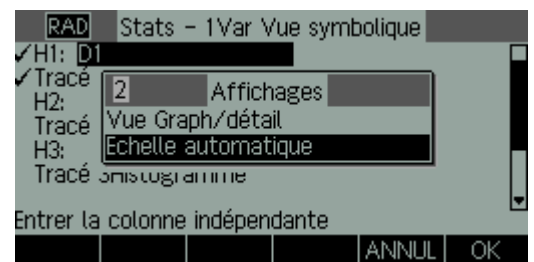 RAD Stats – 1Var Vue symbolique
✓H1: D1
✓Tracé
H2:
Tracé
H3:
Tracé
2 Affichages
Vue Graph/détail
Echelle automatique
Entrer la colonne indépendante
ANNUL OK